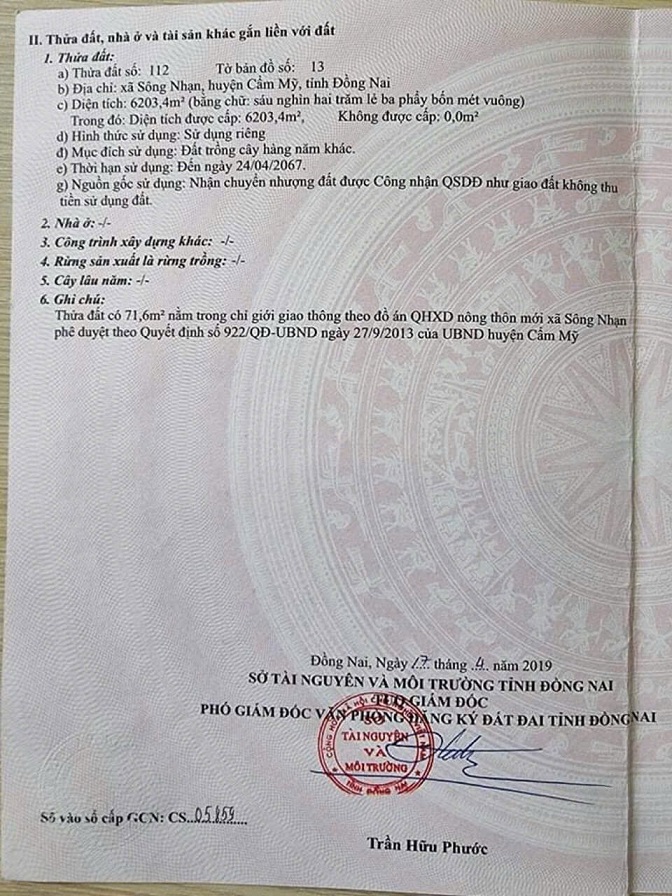 II. Thửa đất, nhà ở và tài sản khác gắn liền với đất
1. Thửa đất:
a) Thửa đất số: 112 Tờ bản đồ số: 13
b) Địa chỉ: xã Sông Nhạn, huyện Cẩm Mỹ, tỉnh Đồng Nai
c) Diện tích: 6203,4m² (bằng chữ: sáu nghìn hai trăm lẻ ba phẩy bốn mét vuông)
Trong đó: Diện tích được cấp: 6203,4m², Không được cấp: 0,0m²
d) Hình thức sử dụng: Sử dụng riêng
đ) Mục đích sử dụng: Đất trồng cây hàng năm khác.
e) Thời hạn sử dụng: Đến ngày 24/04/2067.
g) Nguồn gốc sử dụng: Nhận chuyển nhượng đất được Công nhận QSDĐ như giao đất không thu
tiền sử dụng đất.
2. Nhà ở: -/-
3. Công trình xây dựng khác: -/-
4. Rừng sản xuất là rừng trồng: -/-
5. Cây lâu năm: -/-
6. Ghi chú:
Thửa đất có 71,6m² nằm trong chỉ giới giao thông theo đồ án QHXD nông thôn mới xã Sông Nhạn
phê duyệt theo Quyết định số 922/QĐ-UBND ngày 27/9/2013 của UBND huyện Cẩm Mỹ
Đồng Nai, Ngày 17 tháng 4 năm 2019
SỞ TÀI NGUYÊN VÀ MÔI TRƯỜNG TỈNH ĐỒNG NAI
TUQ GIÁM ĐỐC
PHÓ GIÁM ĐỐC VĂN PHÒNG ĐĂNG KÝ ĐẤT ĐAI TỈNH ĐỒNG NAI
SỞ
TÀI NGUYÊN
VÀ
MÔI TRƯỜNG
TỈNH ĐỒNG NAI
Số vào sổ cấp GCN: CS..05859....
Trần Hữu Phước